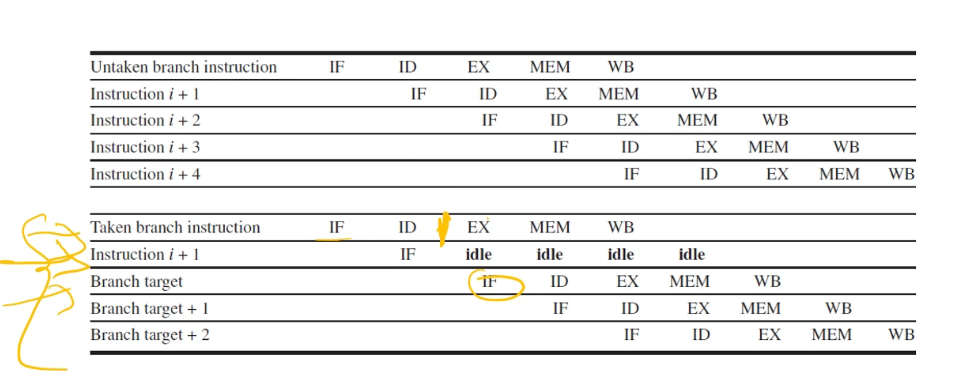 Untaken branch instruction IF ID EX MEM WB
Instruction i + 1 IF ID EX MEM WB
Instruction i + 2 IF ID EX MEM WB
Instruction i + 3 IF ID EX MEM WB
Instruction i + 4 IF ID EX MEM WB
Taken branch instruction IF ID EX MEM WB
Instruction i + 1 IF idle idle idle idle
Branch target IF ID EX MEM WB
Branch target + 1 IF ID EX MEM WB
Branch target + 2 IF ID EX MEM WB